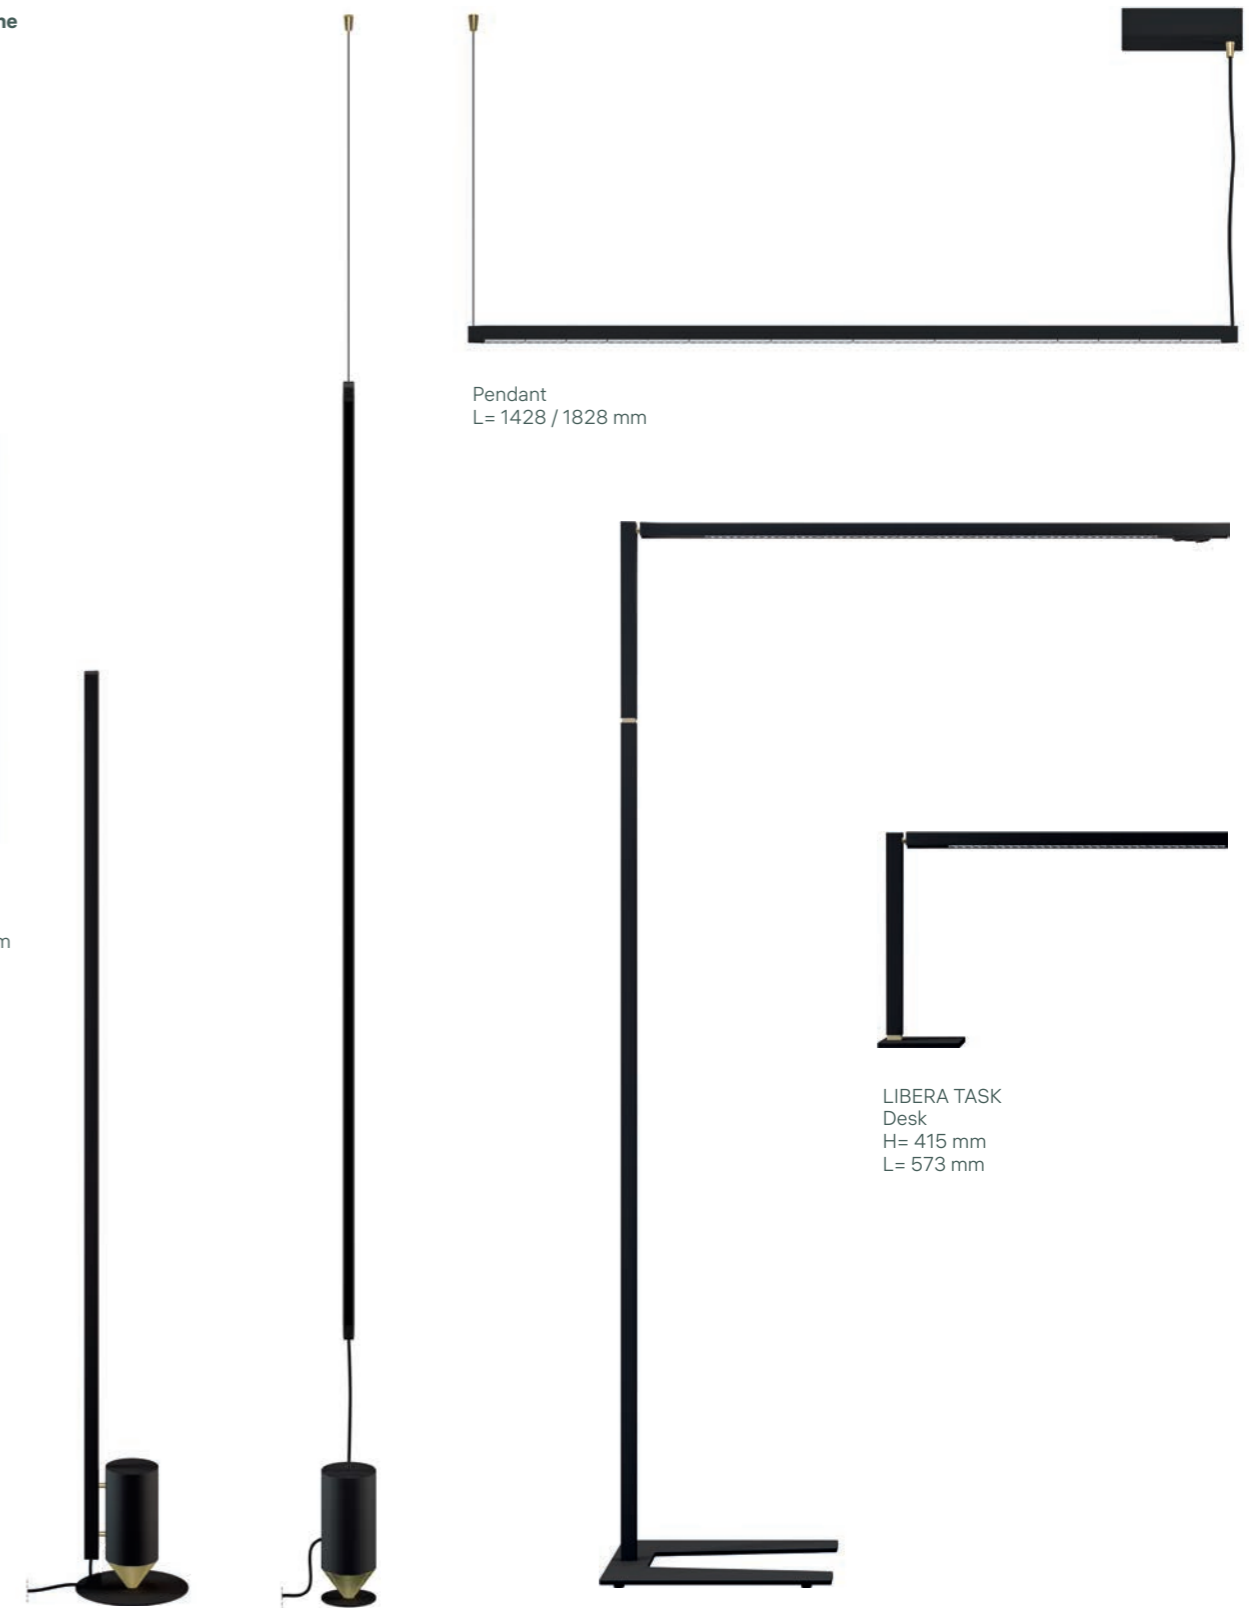 Pendant
L= 1428 / 1828 mm
LIBERA TASK
Desk
H= 415 mm
L= 573 mm